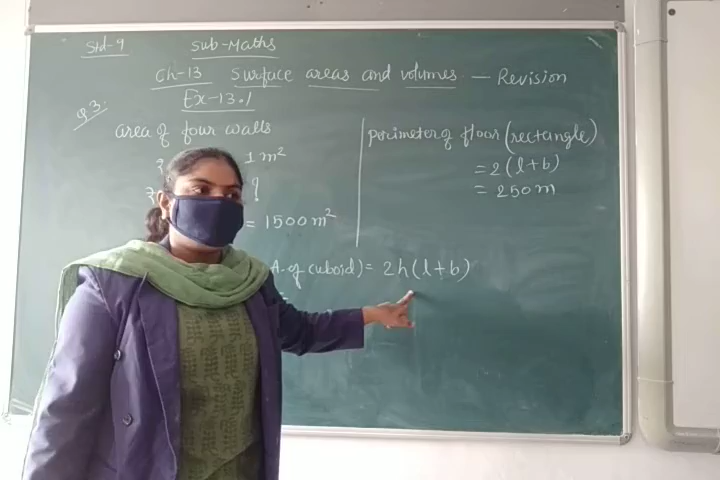 Std-9 Sub-Maths
Ch-13 Surface areas and volumes - Revision
Ex-13.1
Q3:
area of four walls
₹ 1 m²
₹
= 1500 m²
A. of cuboid) = 2h(l+b)
perimeter of floor (rectangle)
= 2(l+b)
= 250 m